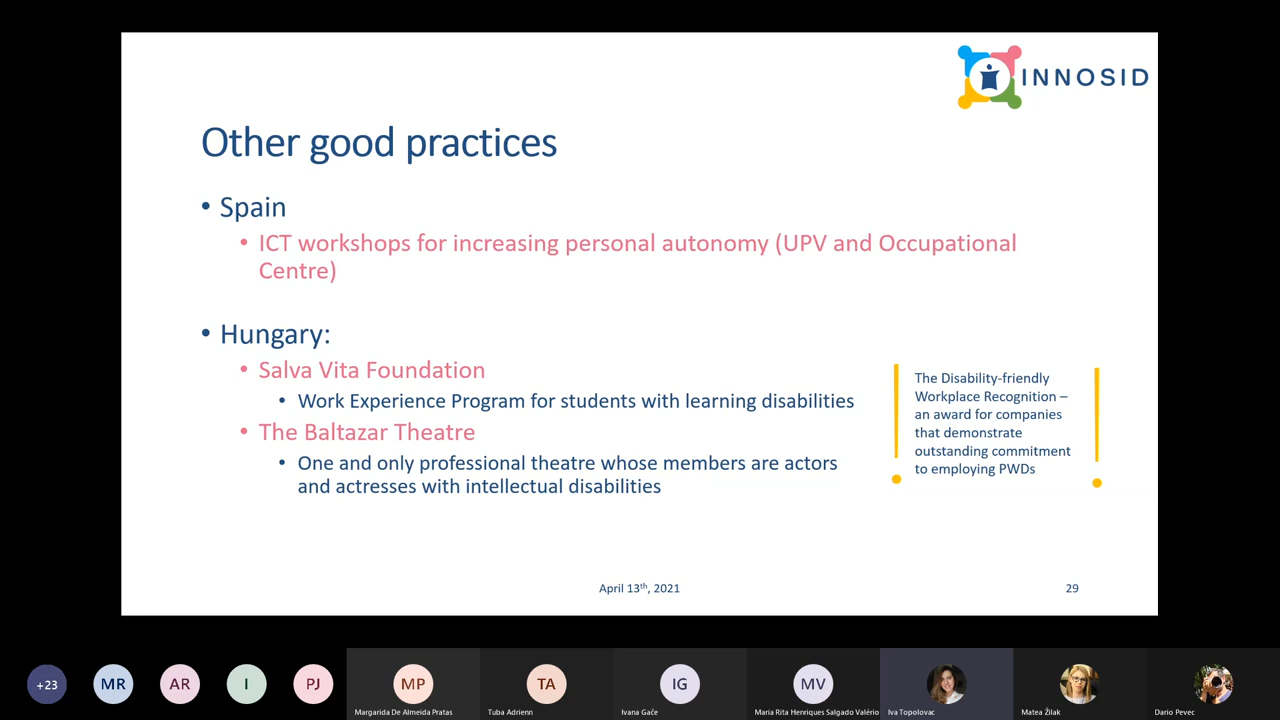 INNOSID
Other good practices
• Spain
• ICT workshops for increasing personal autonomy (UPV and Occupational
Centre)
• Hungary:
• Salva Vita Foundation
• Work Experience Program for students with learning disabilities
• The Baltazar Theatre
• One and only professional theatre whose members are actors
and actresses with intellectual disabilities
The Disability-friendly
Workplace Recognition –
an award for companies
that demonstrate
outstanding commitment
to employing PWDs
April 13th, 2021
29
+23
MR
AR
I
PJ
MP
Margarida De Almeida Pratas
TA
Tuba Adrienn
IG
Ivana Gače
MV
Maria Rita Henriques Salgado Valério
Iva Topolovac
Matea Žilak
Dario Pevec